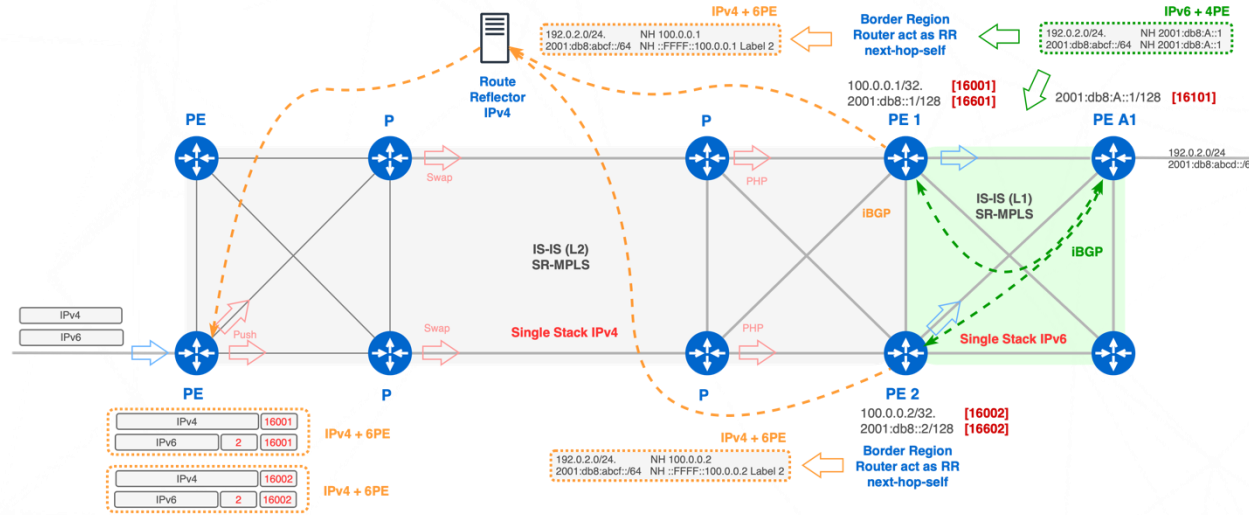 IPv4 + 6PE
192.0.2.0/24. NH 100.0.0.1
2001:db8:abcf::/64 NH ::FFFF::100.0.0.1 Label 2
Border Region
Router act as RR
next-hop-self
IPv6 + 4PE
192.0.2.0/24. NH 2001:db8:A::1
2001:db8:abcf::/64 NH 2001:db8:A::1
Route
Reflector
IPv4
100.0.0.1/32. [16001]
2001:db8::1/128 [16601]
2001:db8:A::1/128 [16101]
PE
P
P
PE 1
PE A1
192.0.2.0/24
2001:db8:abcd::/6
Swap
PHP
iBGP
IS-IS (L1)
SR-MPLS
iBGP
IS-IS (L2)
SR-MPLS
IPv4
IPv6
Push
Swap
Single Stack IPv4
PHP
Single Stack IPv6
PE
P
P
PE 2
IPv4 16001
IPv6 2 16001
IPv4 + 6PE
IPv4 16002
IPv6 2 16002
IPv4 + 6PE
100.0.0.2/32. [16002]
2001:db8::2/128 [16602]
IPv4 + 6PE
192.0.2.0/24. NH 100.0.0.2
2001:db8:abcf::/64 NH ::FFFF::100.0.0.2 Label 2
Border Region
Router act as RR
next-hop-self